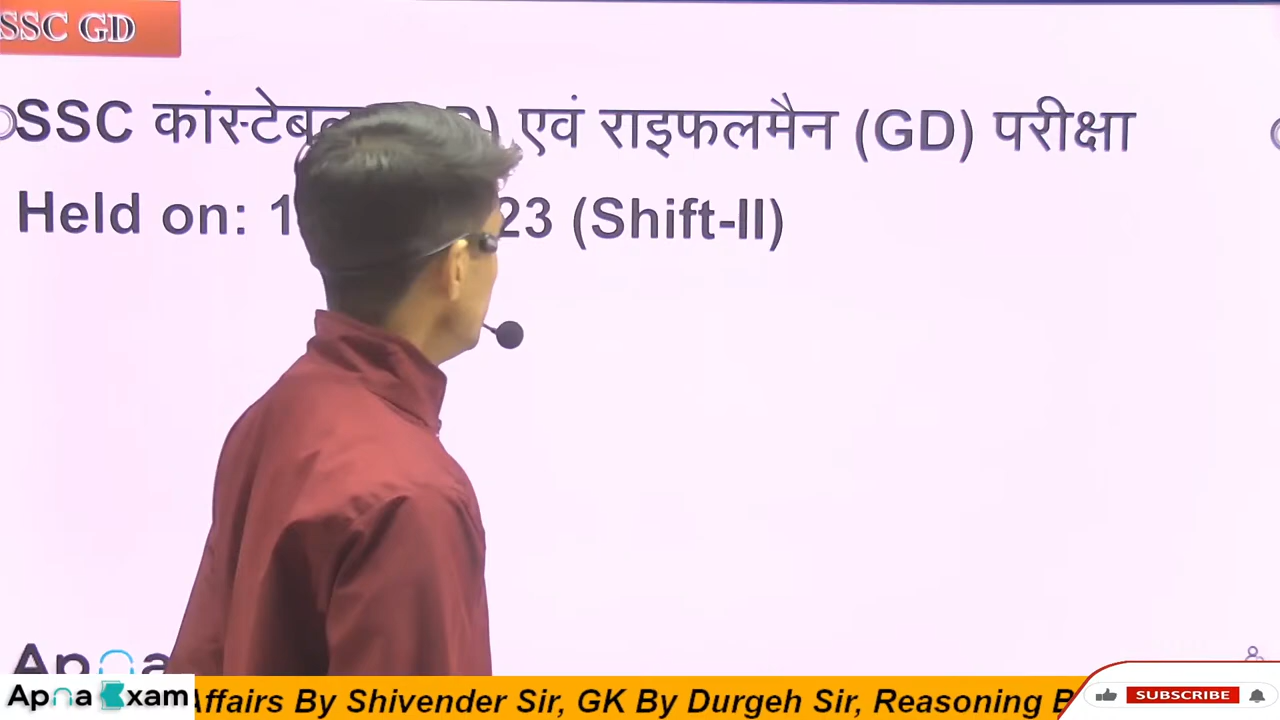 SSC GD
SSC एवं राइफलमैन (GD) परीक्षा
Held on: 23 (Shift-II)
Apna
Apna Exam
Affairs By Shivender Sir, GK By Durgeh Sir, Reasoning
SUBSCRIBE